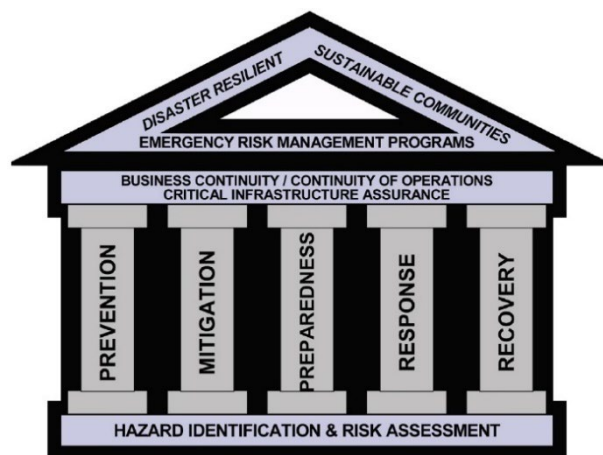 DISASTER RESILIENT
SUSTAINABLE COMMUNITIES
EMERGENCY RISK MANAGEMENT PROGRAMS
BUSINESS CONTINUITY / CONTINUITY OF OPERATIONS
CRITICAL INFRASTRUCTURE ASSURANCE
PREVENTION
MITIGATION
PREPAREDNESS
RESPONSE
RECOVERY
HAZARD IDENTIFICATION & RISK ASSESSMENT